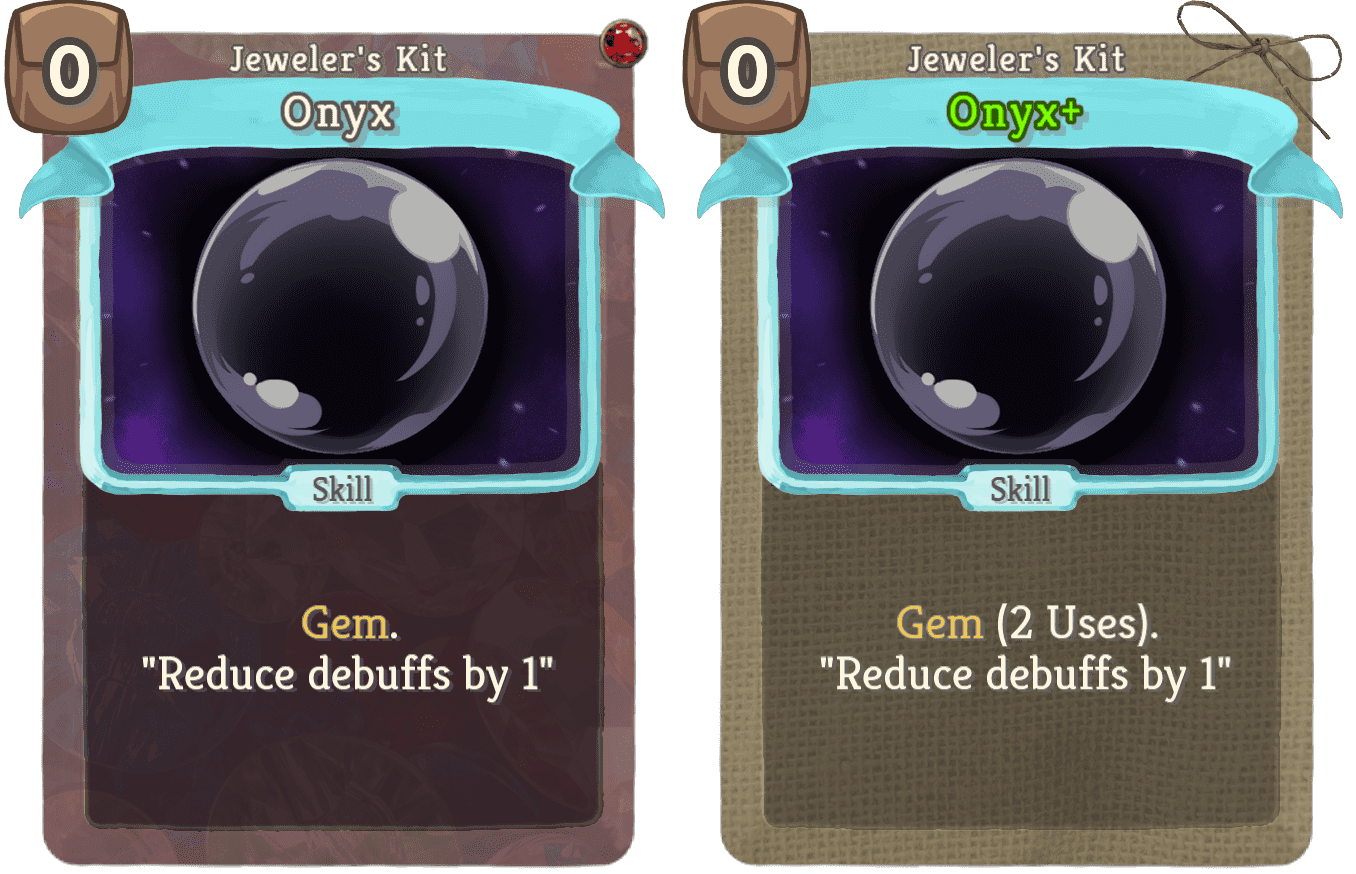 0
Jeweler's Kit
Onyx
Skill
Gem.
"Reduce debuffs by 1"
0
Jeweler's Kit
Onyx+
Skill
Gem (2 Uses).
"Reduce debuffs by 1"